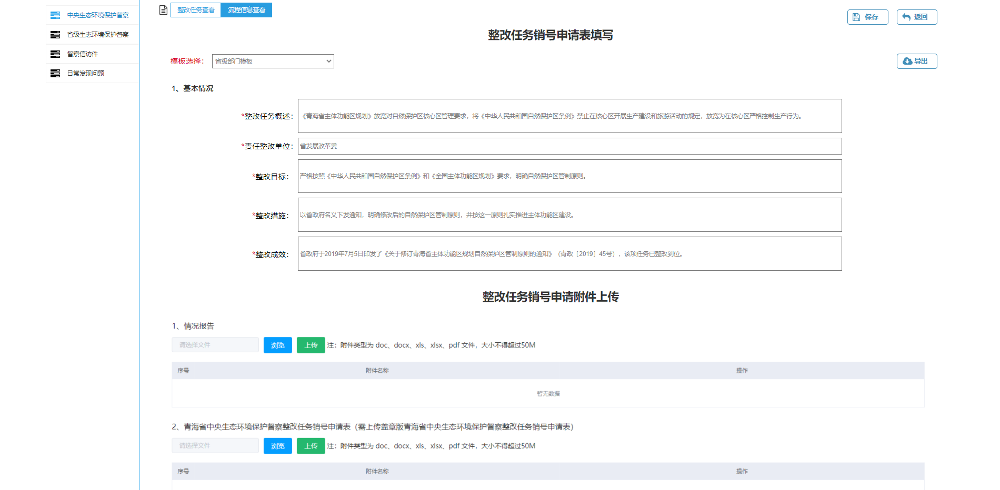 中央生态环境保护督察
省级生态环境保护督察
督察信访件
日常发现问题
整改任务查看 流程信息查看
保存 返回
整改任务销号申请表填写
模板选择： 省级部门模板
导出
1、基本情况
*整改任务概述： 《青海省主体功能区规划》放宽对自然保护区核心区管理要求，将《中华人民共和国自然保护区条例》禁止在核心区开展生产建设和旅游活动的规定，放宽为在核心区严格控制生产行为。
*责任整改单位： 省发展改革委
*整改目标： 严格按照《中华人民共和国自然保护区条例》和《全国主体功能区规划》要求，明确自然保护区管制原则。
*整改措施： 以省政府名义下发通知，明确修改后的自然保护区管制原则，并按这一原则扎实推进主体功能区建设。
*整改成效： 省政府于2019年7月5日印发了《关于修订青海省主体功能区规划自然保护区管制原则的通知》（青政〔2019〕45号），该项任务已整改到位。
整改任务销号申请附件上传
1、情况报告
请选择文件 浏览 上传 注：附件类型为 doc、docx、xls、xlsx、pdf 文件，大小不得超过50M
序号 附件名称 操作
暂无数据
2、青海省中央生态环境保护督察整改任务销号申请表（需上传盖章版青海省中央生态环境保护督察整改任务销号申请表）
请选择文件 浏览 上传 注：附件类型为 doc、docx、xls、xlsx、pdf 文件，大小不得超过50M
序号 附件名称 操作